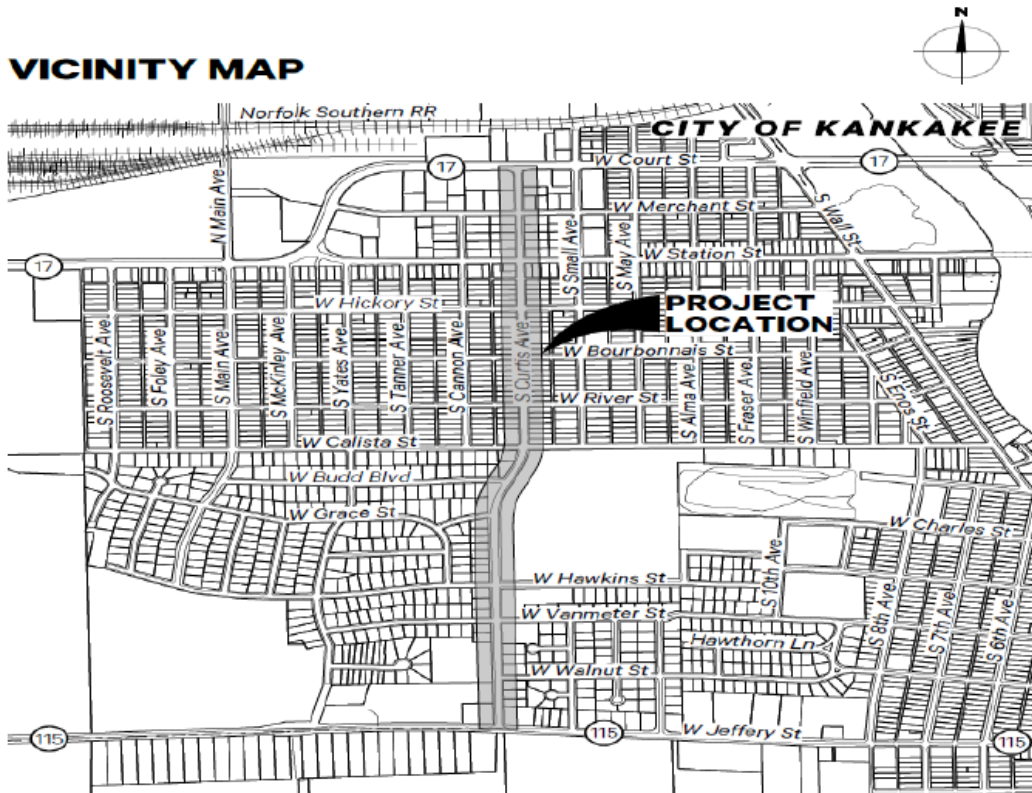 N
VICINITY MAP
Norfolk Southern RR
CITY OF KANKAKEE
W Court St
17
17
W Merchant St
N Main Ave
S Wall St
S Small Ave
S May Ave
W Station St
17
W Hickory St
PROJECT
LOCATION
W Bourbonnais St
S Roosevelt Ave
S Foley Ave
S Main Ave
S McKinley Ave
S Yates Ave
S Tanner Ave
S Cannon Ave
S Curtis Ave
W River St
S Alma Ave
S Fraser Ave
S Winfield Ave
S Enos St
W Calista St
W Budd Blvd
W Grace St
W Charles St
W Hawkins St
S 10th Ave
W Vanmeter St
S 8th Ave
S 7th Ave
S 6th Ave
Hawthorn Ln
W Walnut St
115
115
W Jeffery St
115